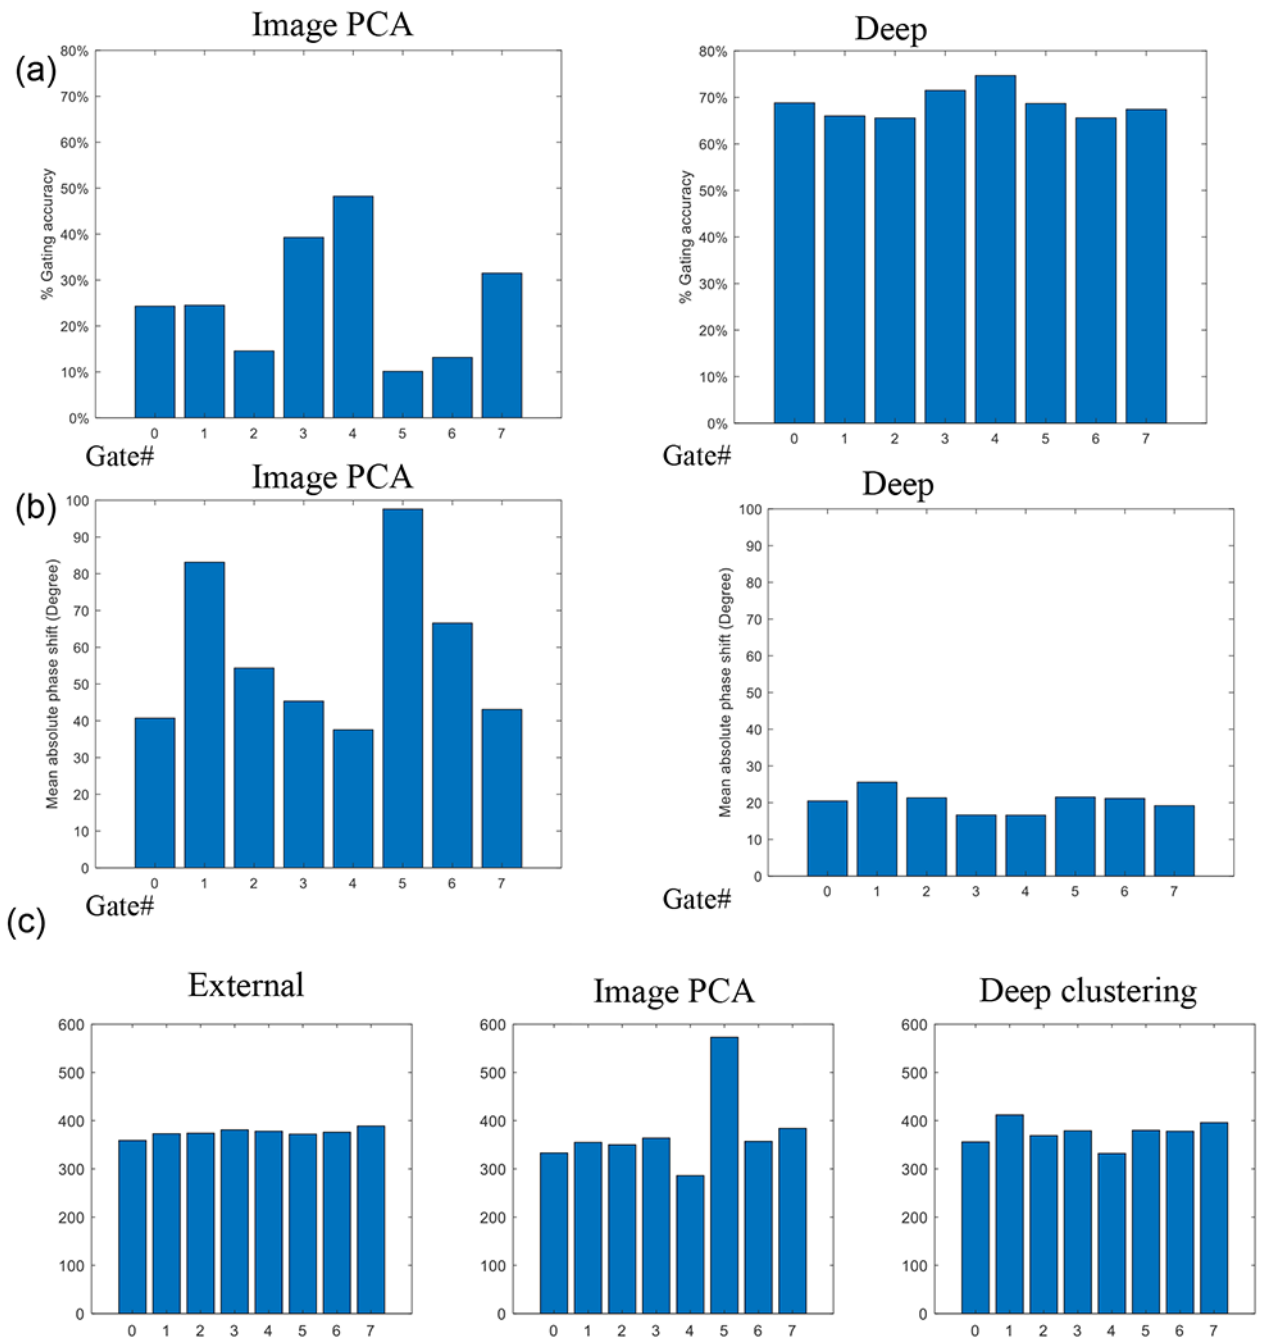 Image PCA
Deep
(a)
% Gating accuracy
80%
70%
60%
50%
40%
30%
20%
10%
0%
0 1 2 3 4 5 6 7
Gate#
% Gating accuracy
80%
70%
60%
50%
40%
30%
20%
10%
0%
0 1 2 3 4 5 6 7
Gate#
Image PCA
Deep
(b)
Mean absolute phase shift (Degree)
100
90
80
70
60
50
40
30
20
10
0
0 1 2 3 4 5 6 7
Gate#
Mean absolute phase shift (Degree)
100
90
80
70
60
50
40
30
20
10
0
0 1 2 3 4 5 6 7
Gate#
(c)
External
600
500
400
300
200
100
0
0 1 2 3 4 5 6 7
Image PCA
600
500
400
300
200
100
0
0 1 2 3 4 5 6 7
Deep clustering
600
500
400
300
200
100
0
0 1 2 3 4 5 6 7